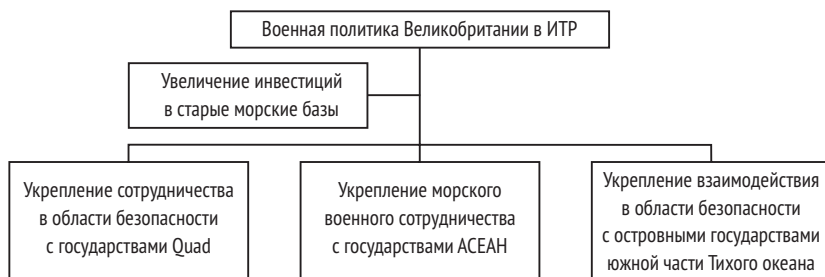 Военная политика Великобритании в ИТР
Увеличение инвестиций
в старые морские базы
Укрепление сотрудничества
в области безопасности
с государствами Quad
Укрепление морского
военного сотрудничества
с государствами АСЕАН
Укрепление взаимодействия
в области безопасности
с островными государствами
южной части Тихого океана